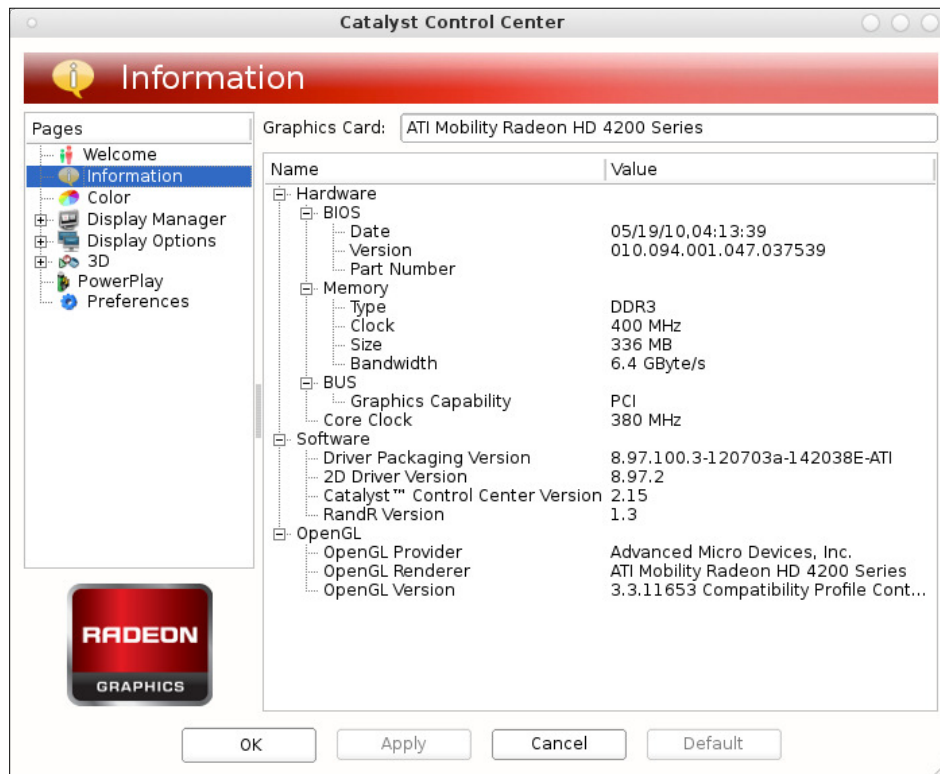 Catalyst Control Center
Information
Pages
Welcome
Information
Color
Display Manager
Display Options
3D
PowerPlay
Preferences
RADEON
GRAPHICS
Graphics Card: ATI Mobility Radeon HD 4200 Series
Name Value
Hardware
BIOS
Date 05/19/10,04:13:39
Version 010.094.001.047.037539
Part Number
Memory
Type DDR3
Clock 400 MHz
Size 336 MB
Bandwidth 6.4 GByte/s
BUS
Graphics Capability PCI
Core Clock 380 MHz
Software
Driver Packaging Version 8.97.100.3-120703a-142038E-ATI
2D Driver Version 8.97.2
Catalyst™ Control Center Version 2.15
RandR Version 1.3
OpenGL
OpenGL Provider Advanced Micro Devices, Inc.
OpenGL Renderer ATI Mobility Radeon HD 4200 Series
OpenGL Version 3.3.11653 Compatibility Profile Cont...
OK Apply Cancel Default